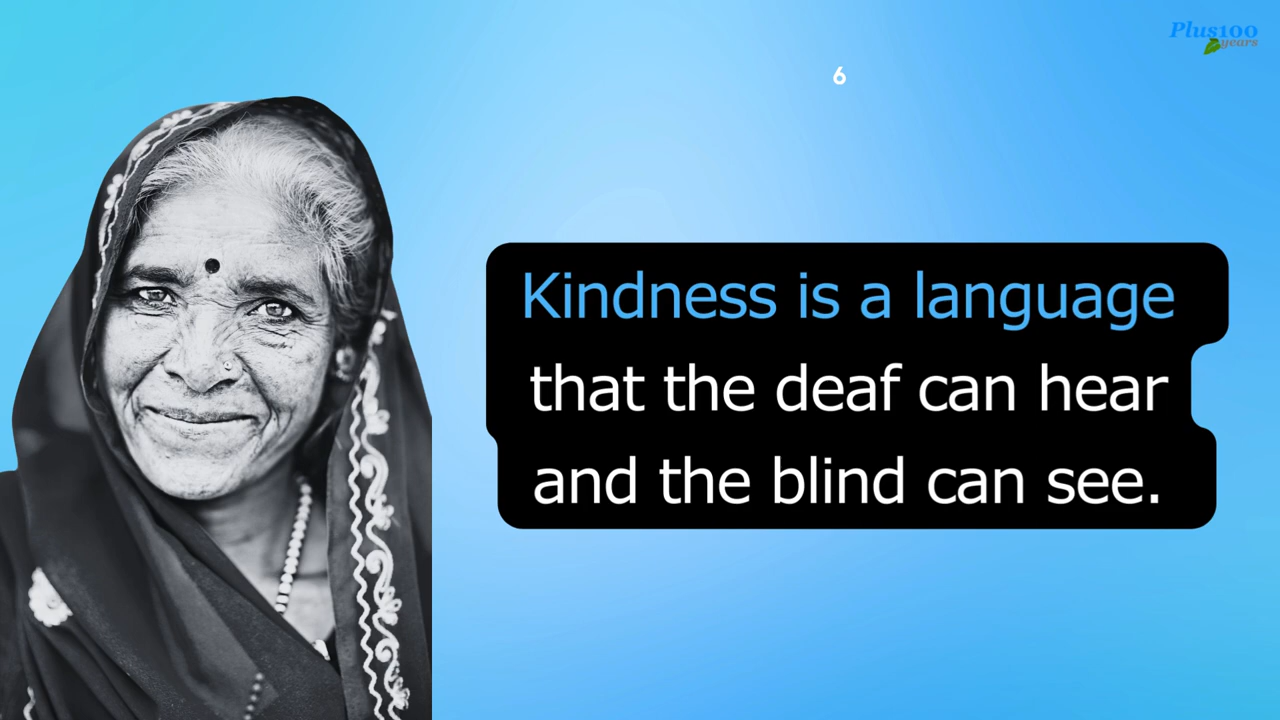 Plus100
years
6
Kindness is a language
that the deaf can hear
and the blind can see.